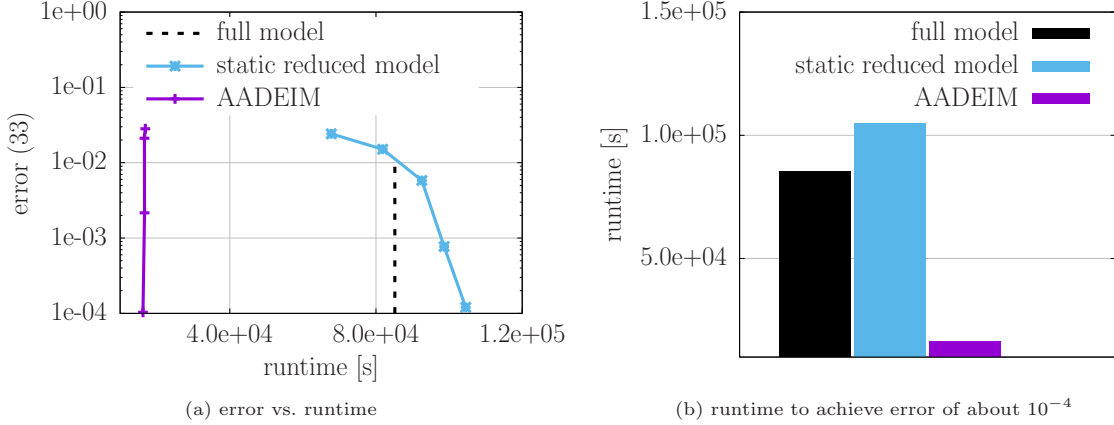 1e+00
1e-01
1e-02
1e-03
1e-04
error (33)
full model
static reduced model
AADEIM
4.0e+04 8.0e+04 1.2e+05
runtime [s]
(a) error vs. runtime
1.5e+05
1.0e+05
5.0e+04
runtime [s]
full model
static reduced model
AADEIM
(b) runtime to achieve error of about 10⁻⁴